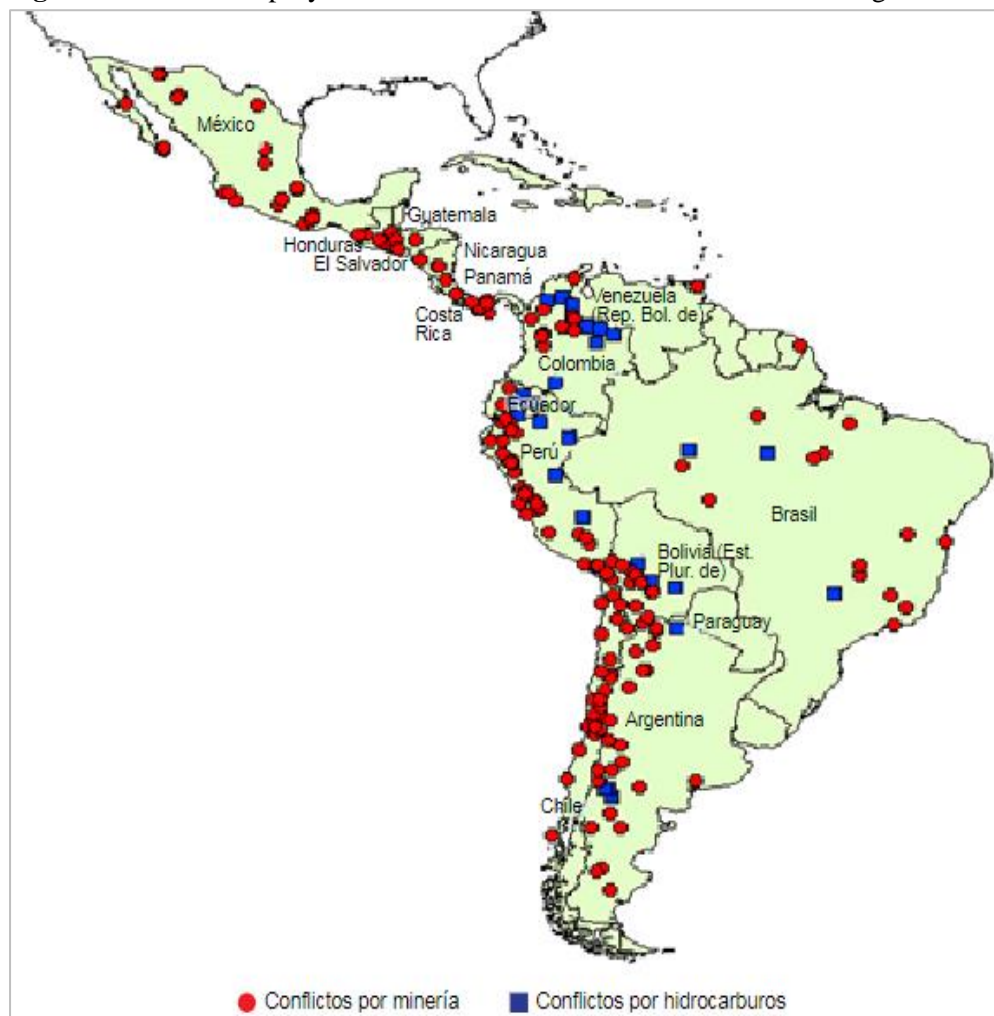 proy
México
Guatemala
Honduras
El Salvador
Nicaragua
Panamá
Costa
Rica
Venezuela
(Rep. Bol. de)
Colombia
Ecuador
Perú
Brasil
Bolivia (Est.
Plur. de)
Paraguay
Argentina
Chile
Conflictos por minería
Conflictos por hidrocarburos